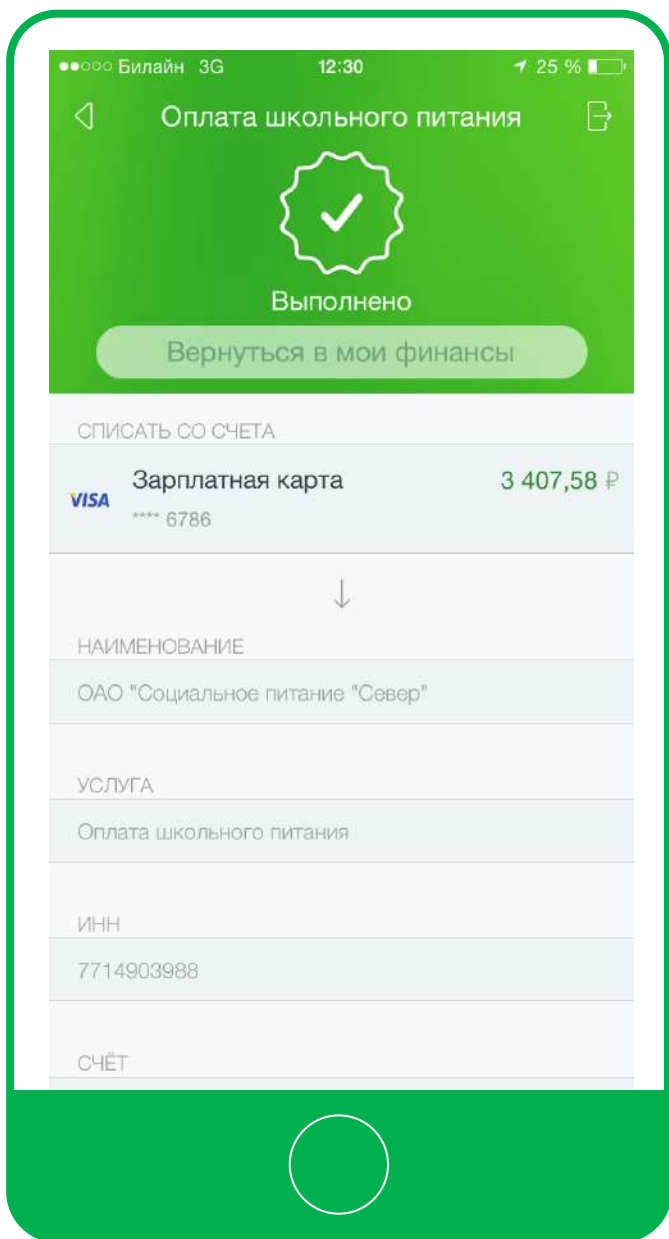 Билайн 3G 12:30 25 %
Оплата школьного питания
Выполнено
Вернуться в мои финансы
СПИСАТЬ СО СЧЕТА
VISA Зарплатная карта 3 407,58 ₽
**** 6786
НАИМЕНОВАНИЕ
ОАО "Социальное питание "Север"
УСЛУГА
Оплата школьного питания
ИНН
7714903988
СЧЁТ